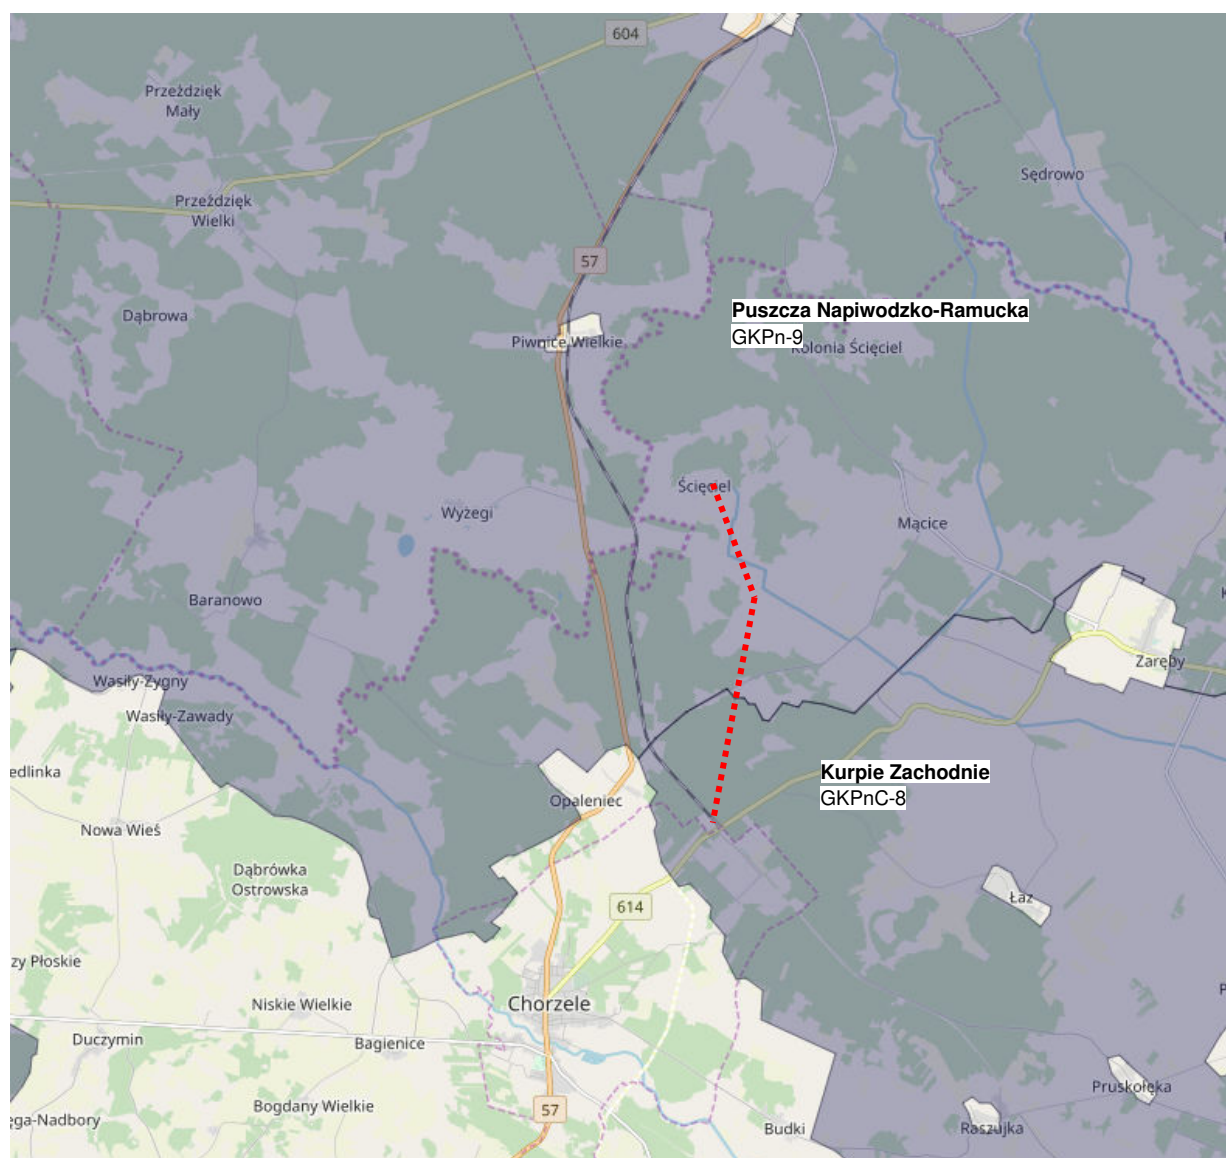 604
Przeździęk
Mały
Sędrowo
Przeździęk
Wielki
57
Puszcza Napiwodzko-Ramucka
GKPn-9
Dąbrowa
Piwnice Wielkie
Kolonia Ścięciel
Ścięciel
Wyżegi
Mącice
Baranowo
Zaręby
Wasiły-Zygny
Wasiły-Zawady
edlinka
Kurpie Zachodnie
GKPnC-8
Opaleniec
Nowa Wieś
Dąbrówka
Ostrowska
Łaz
614
zy Płoskie
Niskie Wielkie
Chorzele
Duczymin
Bagienice
Pruskołęka
57
Bogdany Wielkie
ęga-Nadbory
Budki
Raszujka